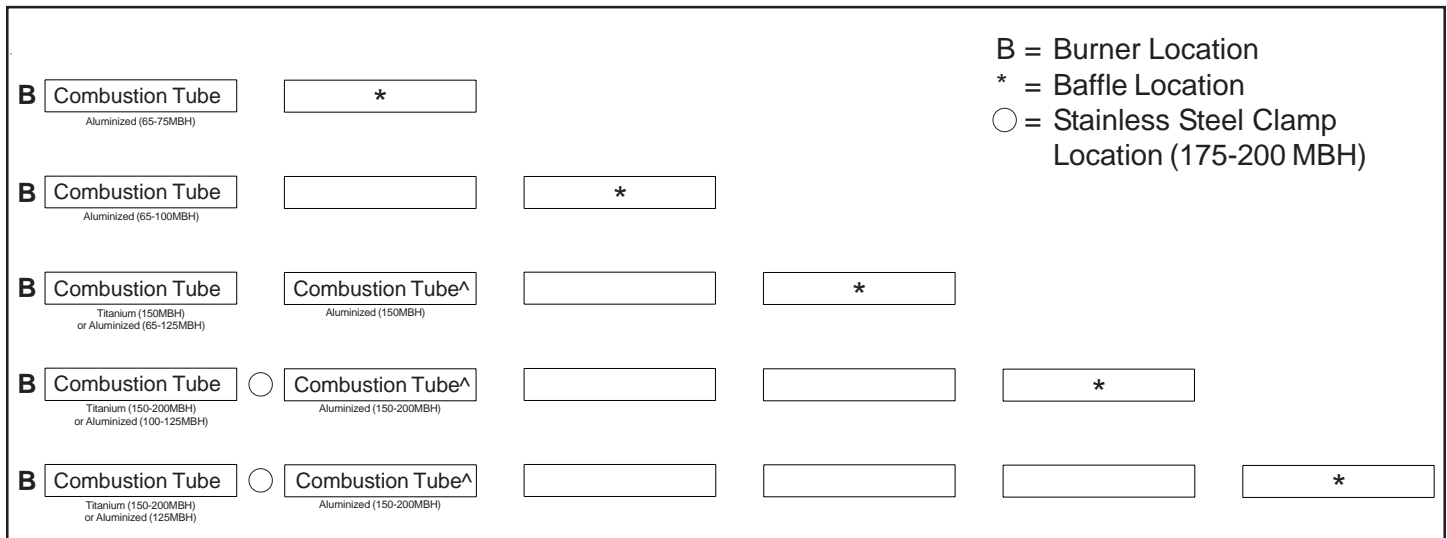 B = Burner Location
* = Baffle Location
○ = Stainless Steel Clamp
Location (175-200 MBH)
B Combustion Tube *
Aluminized (65-75MBH)
B Combustion Tube *
Aluminized (65-100MBH)
B Combustion Tube Combustion Tube^ *
Titanium (150MBH) Aluminized (150MBH)
or Aluminized (65-125MBH)
B Combustion Tube ○ Combustion Tube^ *
Titanium (150-200MBH) Aluminized (150-200MBH)
or Aluminized (100-125MBH)
B Combustion Tube ○ Combustion Tube^ *
Titanium (150-200MBH) Aluminized (150-200MBH)
or Aluminized (125MBH)